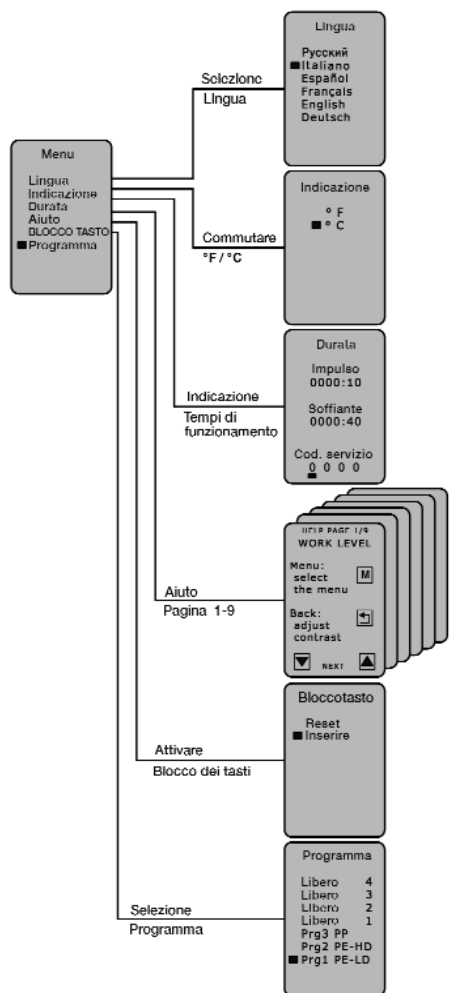 Menu
Lingua
Indicazione
Durata
Aiuto
BLOCCO TASTO
Programma
Selezione
Lingua
Lingua
Русский
Italiano
Español
Français
English
Deutsch
Commutare
°F / °C
Indicazione
° F
° C
Indicazione
Tempi di
funzionamento
Durata
Impulso
0000:10
Soffiante
0000:40
Cod. servizio
0 0 0 0
Aiuto
Pagina 1-9
HELP PAGE 1/9
WORK LEVEL
Menu:
select
the menu
M
Back:
adjust
contrast
NEXT
Attivare
Blocco dei tasti
Bloccotasto
Reset
Inserire
Selezione
Programma
Programma
Libero 4
Libero 3
Libero 2
Libero 1
Prg3 PP
Prg2 PE-HD
Prg1 PE-LD